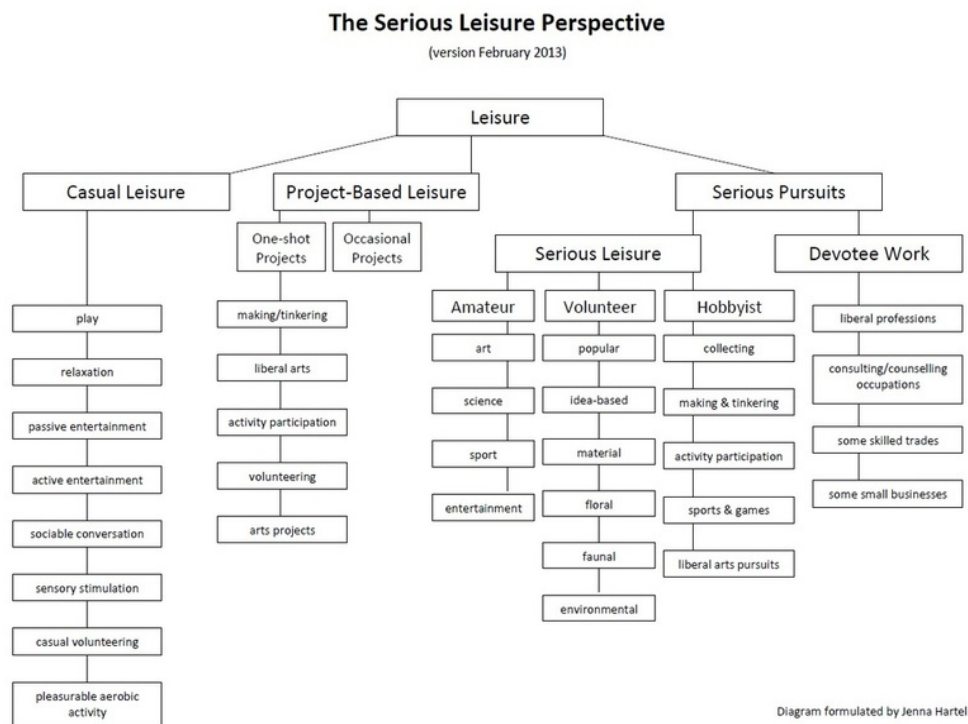 The Serious Leisure Perspective
(version February 2013)
Leisure
Casual Leisure
Project-Based Leisure
Serious Pursuits
One-shot
Projects
Occasional
Projects
Serious Leisure
Devotee Work
Amateur
Volunteer
Hobbyist
play
relaxation
passive entertainment
active entertainment
sociable conversation
sensory stimulation
casual volunteering
pleasurable aerobic
activity
making/tinkering
liberal arts
activity participation
volunteering
arts projects
art
science
sport
entertainment
popular
idea-based
material
floral
faunal
environmental
collecting
making & tinkering
activity participation
sports & games
liberal arts pursuits
liberal professions
consulting/counselling
occupations
some skilled trades
some small businesses
Diagram formulated by Jenna Hartel